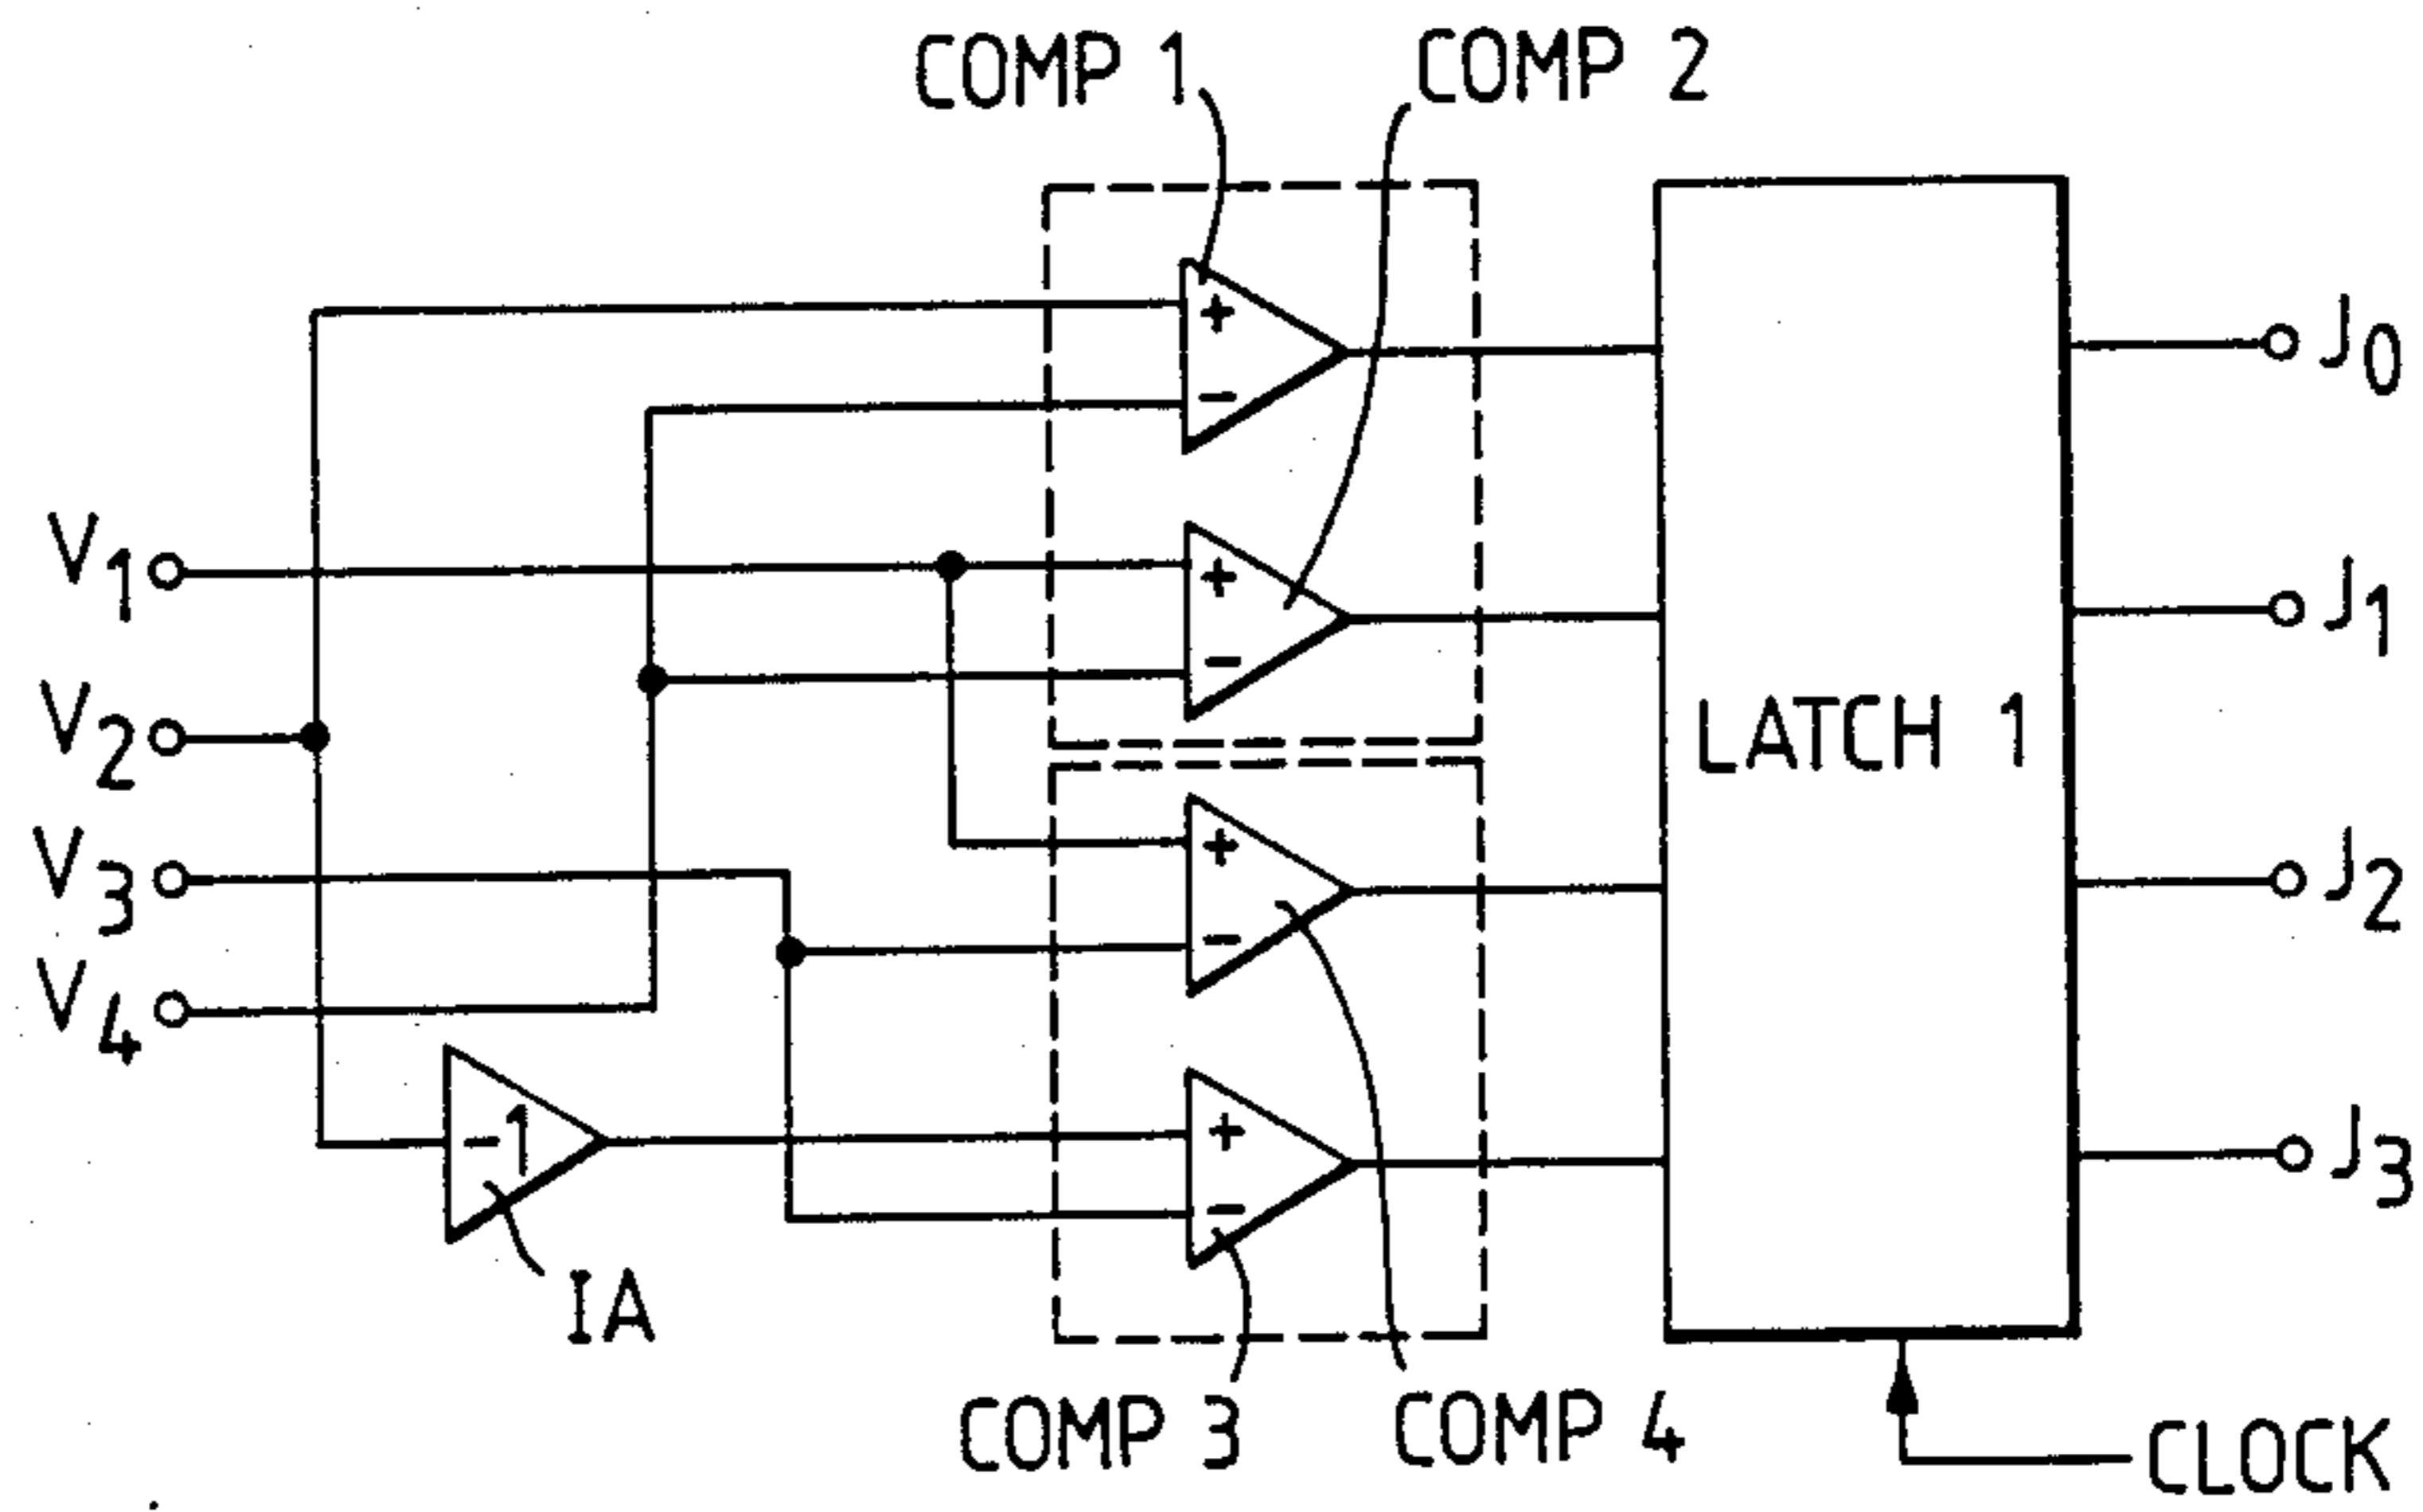 COMP 1
COMP 2
+
-
J0
V1
+
-
J1
V2
LATCH 1
V3
+
-
J2
V4
-1
+
-
J3
IA
COMP 3
COMP 4
CLOCK